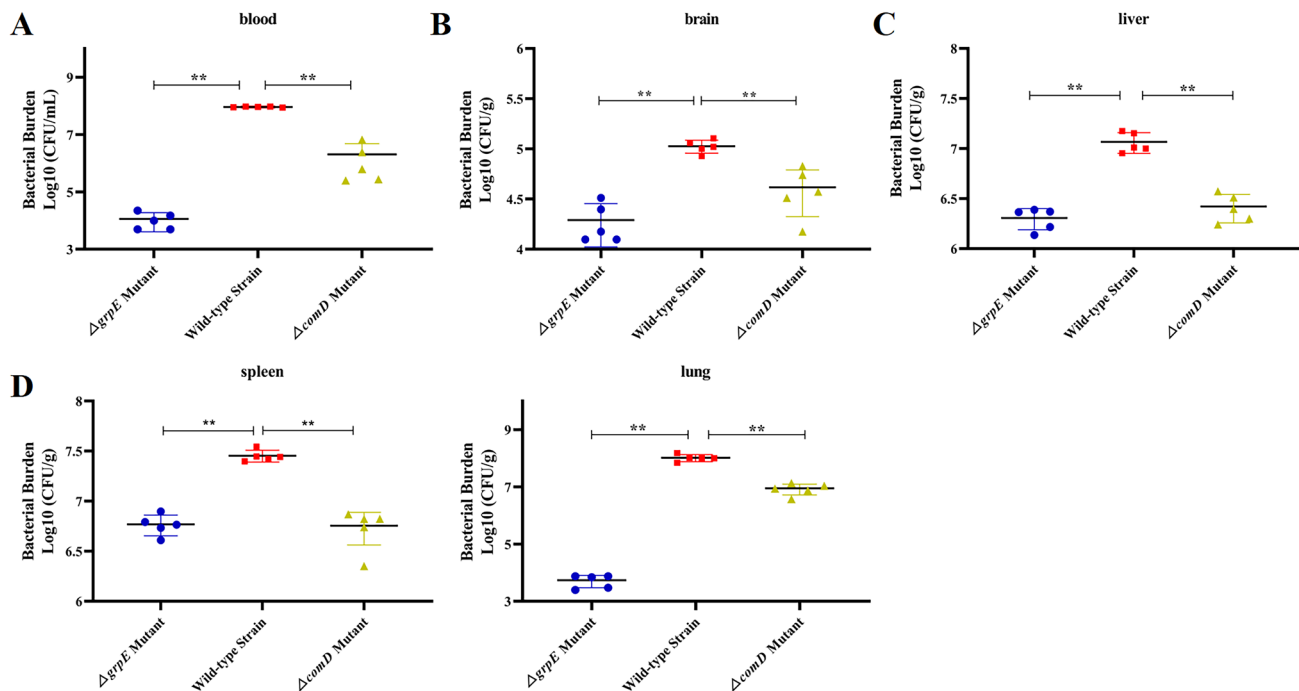 A
blood
Bacterial Burden
Log10 (CFU/mL)
9
7
5
3
**
**
△grpE Mutant
Wild-type Strain
△comD Mutant
B
brain
Bacterial Burden
Log10 (CFU/g)
6
5.5
5
4.5
4
**
**
△grpE Mutant
Wild-type Strain
△comD Mutant
C
liver
Bacterial Burden
Log10 (CFU/g)
8
7
6.5
6
**
**
△grpE Mutant
Wild-type Strain
△comD Mutant
D
spleen
Bacterial Burden
Log10 (CFU/g)
8
7.5
7
6.5
6
**
**
△grpE Mutant
Wild-type Strain
△comD Mutant
lung
Bacterial Burden
Log10 (CFU/g)
9
7
5
3
**
**
△grpE Mutant
Wild-type Strain
△comD Mutant